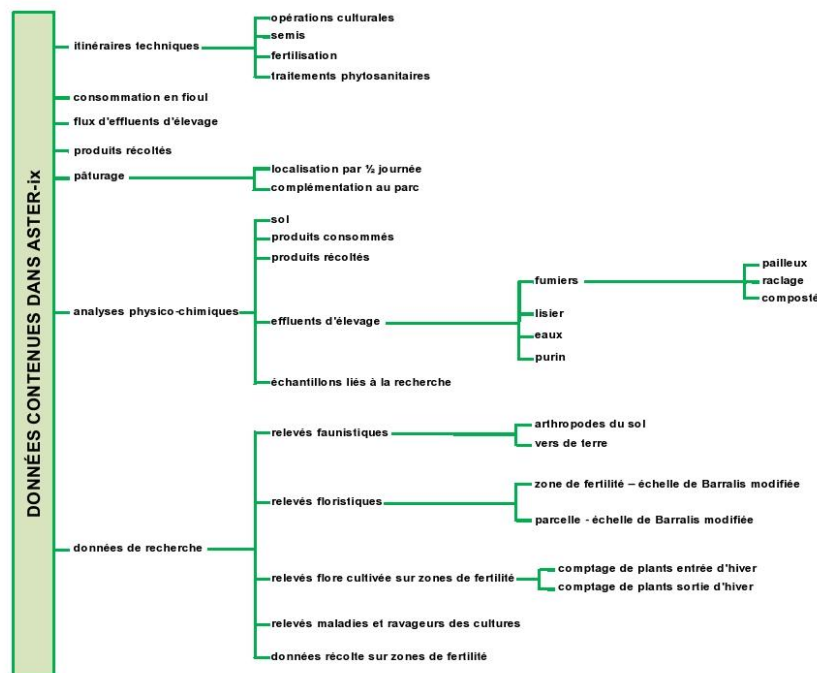 DONNÉES CONTENUES DANS ASTER-ix
itinéraires techniques
opérations culturales
semis
fertilisation
traitements phytosanitaires
consommation en fioul
flux d'effluents d'élevage
produits récoltés
pâturage
localisation par ½ journée
complémentation au parc
analyses physico-chimiques
sol
produits consommés
produits récoltés
effluents d'élevage
fumiers
pailleux
raclage
composté
lisier
eaux
purin
échantillons liés à la recherche
données de recherche
relevés faunistiques
arthropodes du sol
vers de terre
relevés floristiques
zone de fertilité – échelle de Barralis modifiée
parcelle - échelle de Barralis modifiée
relevés flore cultivée sur zones de fertilité
comptage de plants entrée d'hiver
comptage de plants sortie d'hiver
relevés maladies et ravageurs des cultures
données récolte sur zones de fertilité